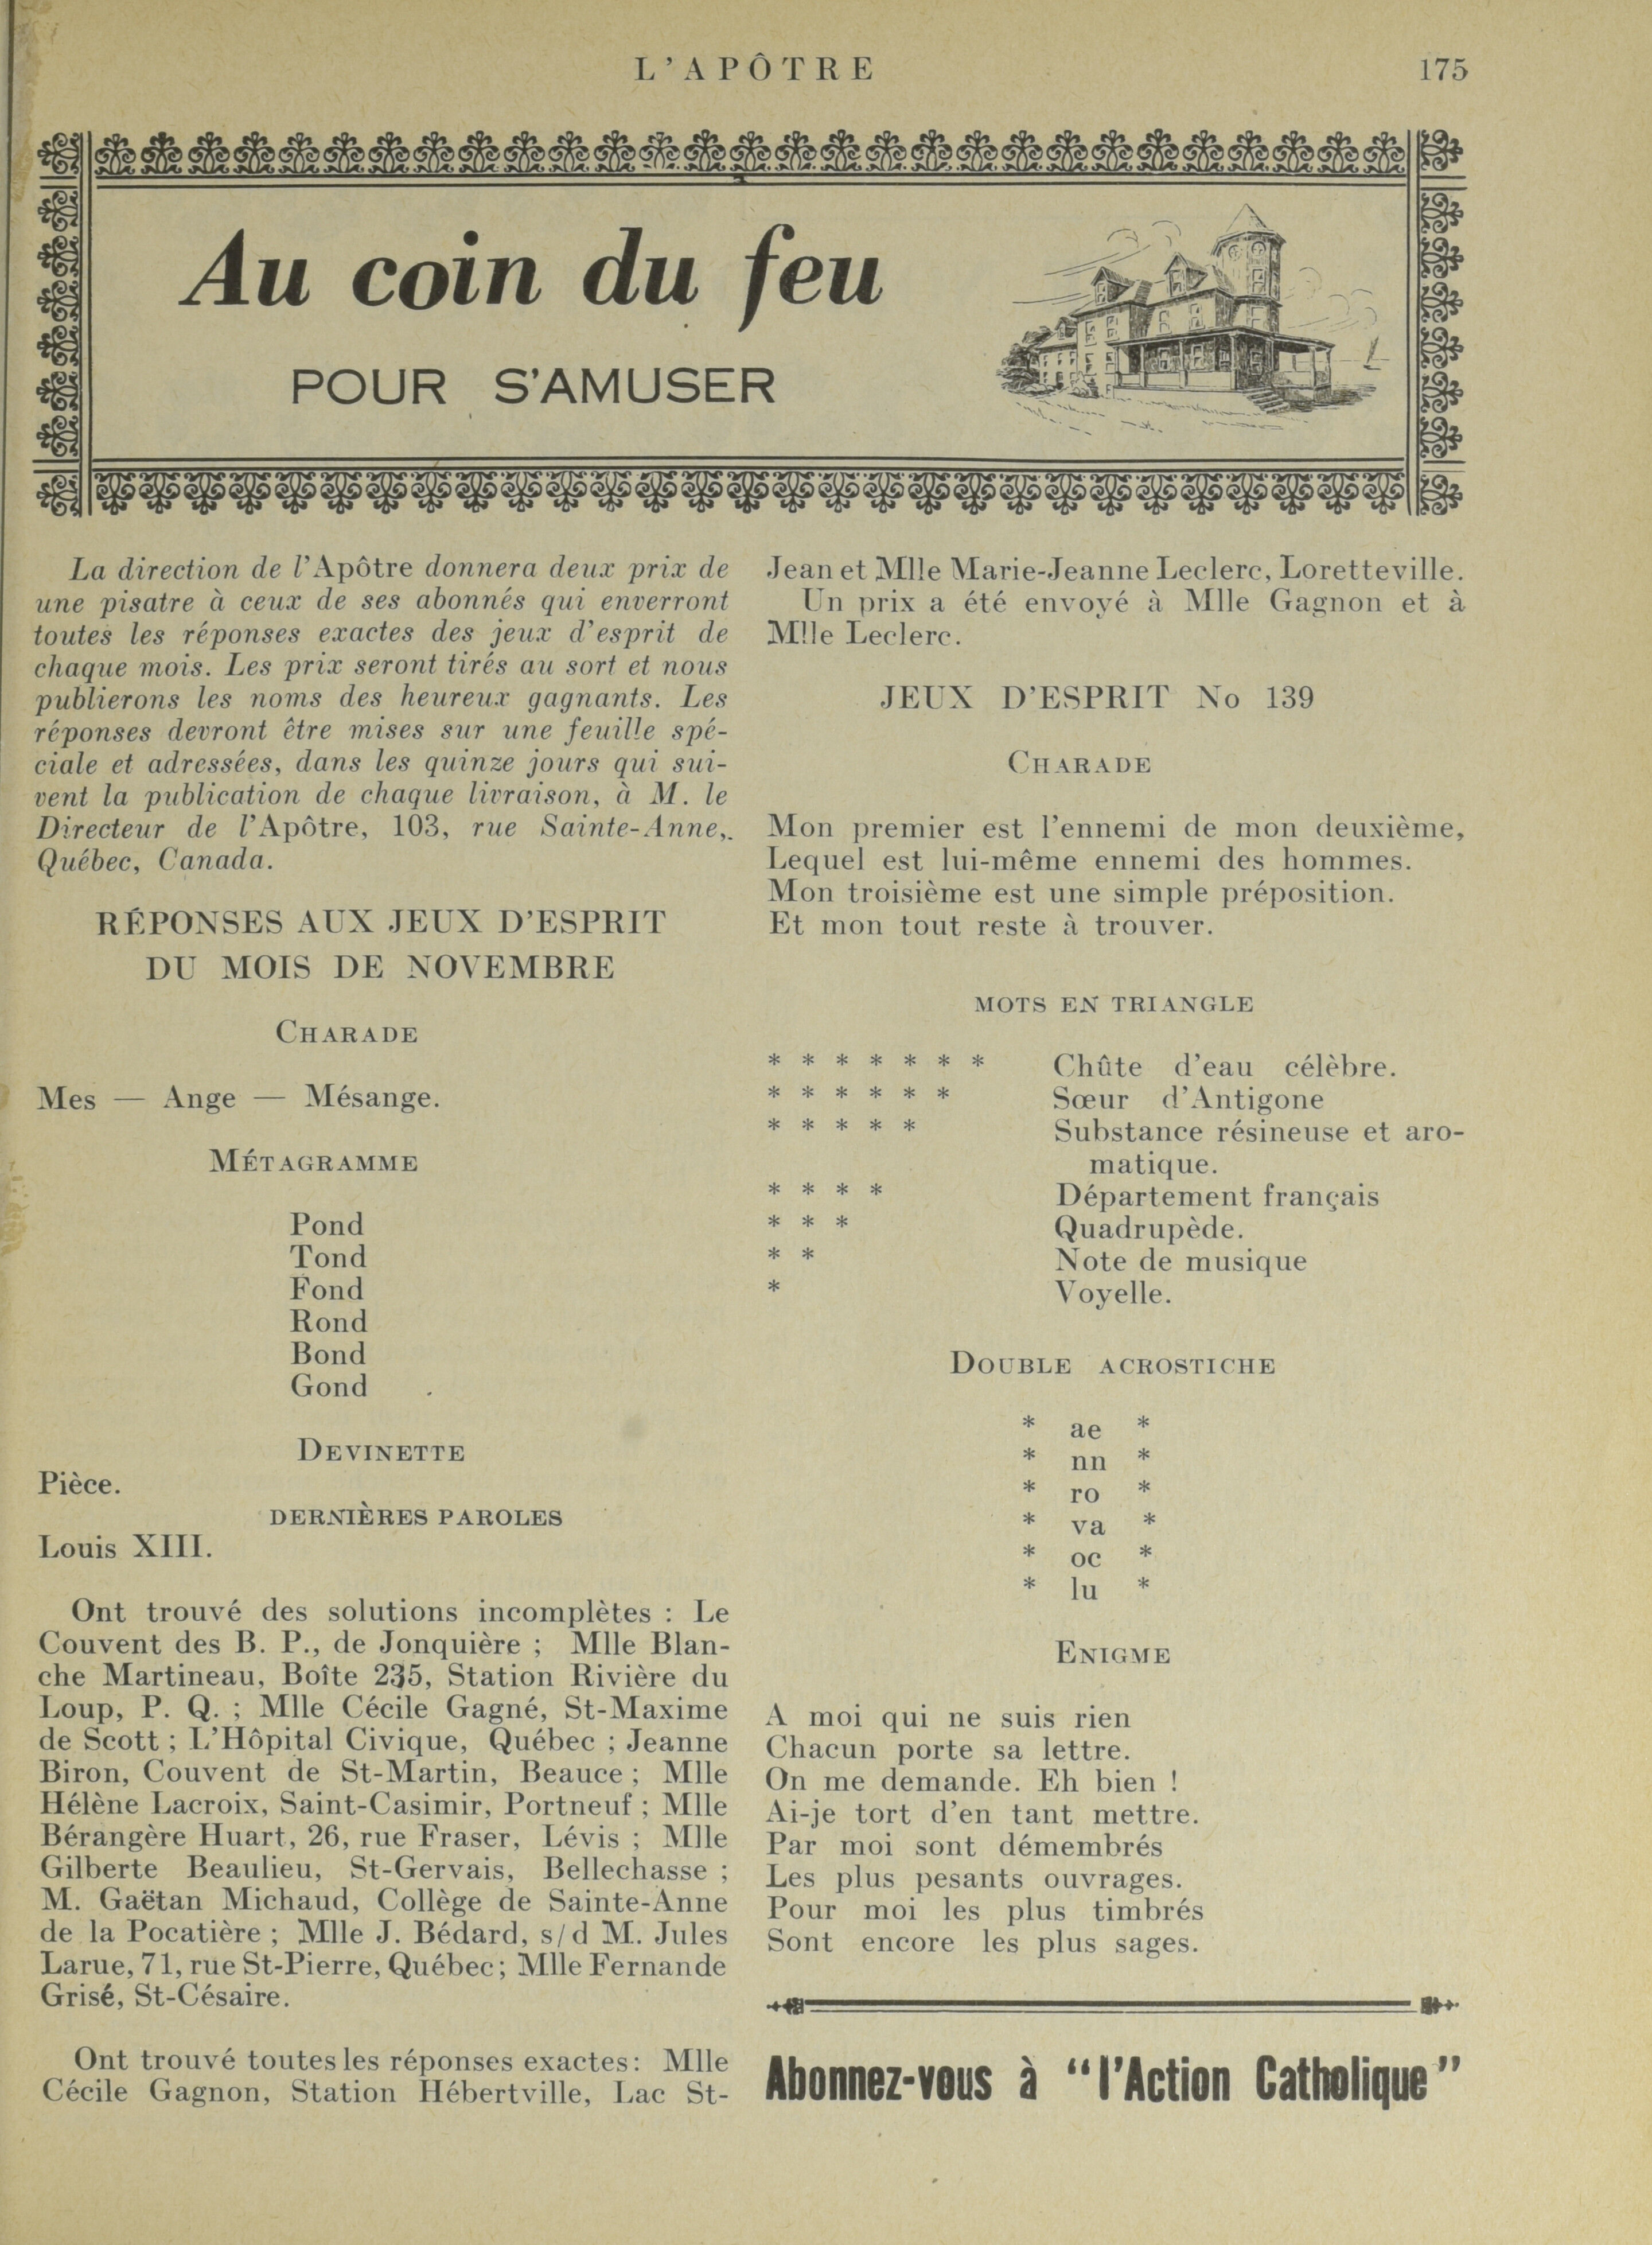 L'APÔTRE 175
Au coin du feu
POUR S'AMUSER
La direction de l'Apôtre donnera deux prix de
une pisatre à ceux de ses abonnés qui enverront
toutes les réponses exactes des jeux d'esprit de
chaque mois. Les prix seront tirés au sort et nous
publierons les noms des heureux gagnants. Les
réponses devront être mises sur une feuille spé-
ciale et adressées, dans les quinze jours qui sui-
vent la publication de chaque livraison, à M. le
Directeur de l'Apôtre, 103, rue Sainte-Anne,.
Québec, Canada.
RÉPONSES AUX JEUX D'ESPRIT
DU MOIS DE NOVEMBRE
CHARADE
Mes — Ange — Mésange.
MÉTAGRAMME
Pond
Tond
Fond
Rond
Bond
Gond
DEVINETTE
Pièce.
DERNIÈRES PAROLES
Louis XIII.
Ont trouvé des solutions incomplètes : Le
Couvent des B. P., de Jonquière ; Mlle Blan-
che Martineau, Boîte 235, Station Rivière du
Loup, P. Q. ; Mlle Cécile Gagné, St-Maxime
de Scott ; L'Hôpital Civique, Québec ; Jeanne
Biron, Couvent de St-Martin, Beauce ; Mlle
Hélène Lacroix, Saint-Casimir, Portneuf ; Mlle
Bérangère Huart, 26, rue Fraser, Lévis ; Mlle
Gilberte Beaulieu, St-Gervais, Bellechasse ;
M. Gaëtan Michaud, Collège de Sainte-Anne
de la Pocatière ; Mlle J. Bédard, s/d M. Jules
Larue, 71, rue St-Pierre, Québec ; Mlle Fernande
Grisé, St-Césaire.
Ont trouvé toutes les réponses exactes : Mlle
Cécile Gagnon, Station Hébertville, Lac St-
Jean et Mlle Marie-Jeanne Leclerc, Loretteville.
Un prix a été envoyé à Mlle Gagnon et à
Mlle Leclerc.
JEUX D'ESPRIT No 139
CHARADE
Mon premier est l'ennemi de mon deuxième,
Lequel est lui-même ennemi des hommes.
Mon troisième est une simple préposition.
Et mon tout reste à trouver.
MOTS EN TRIANGLE
* * * * * * * Chûte d'eau célèbre.
* * * * * * Sœur d'Antigone
* * * * * Substance résineuse et aro-
matique.
* * * * Département français
* * * Quadrupède.
* * Note de musique
* Voyelle.
DOUBLE ACROSTICHE
* ae *
* nn *
* ro *
* va *
* oc *
* lu *
ENIGME
A moi qui ne suis rien
Chacun porte sa lettre.
On me demande. Eh bien !
Ai-je tort d'en tant mettre.
Par moi sont démembrés
Les plus pesants ouvrages.
Pour moi les plus timbrés
Sont encore les plus sages.
Abonnez-vous à "l'Action Catholique"